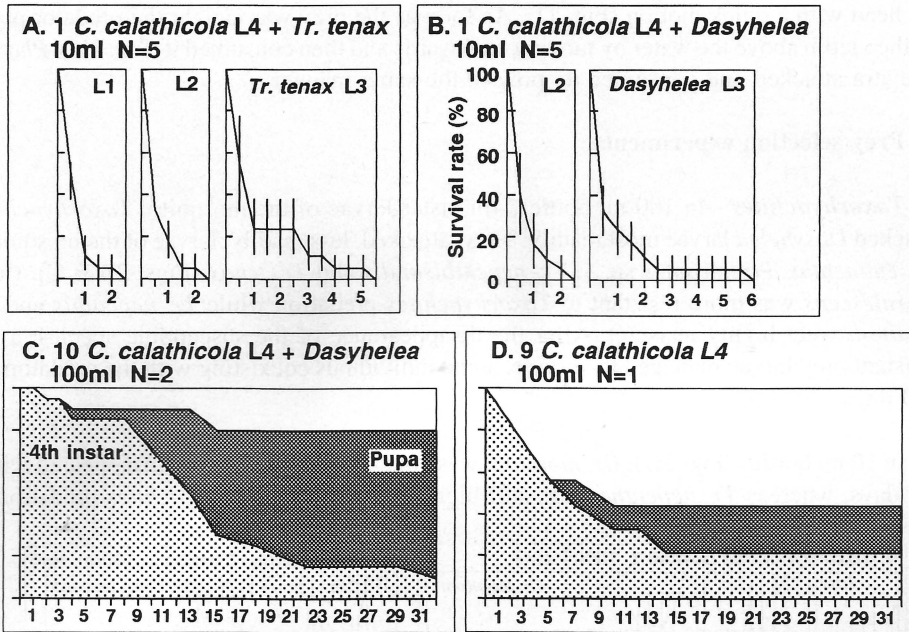 A. 1 C. calathicola L4 + Tr. tenax
10ml N=5
L1
L2
Tr. tenax L3
1 2 1 2 1 2 3 4 5
B. 1 C. calathicola L4 + Dasyhelea
10ml N=5
100
80
60
40
20
0
Survival rate (%)
L2
Dasyhelea L3
1 2 1 2 3 4 5 6
C. 10 C. calathicola L4 + Dasyhelea
100ml N=2
4th instar
Pupa
1 3 5 7 9 11 13 15 17 19 21 23 25 27 29 31
D. 9 C. calathicola L4
100ml N=1
1 3 5 7 9 11 13 15 17 19 21 23 25 27 29 31